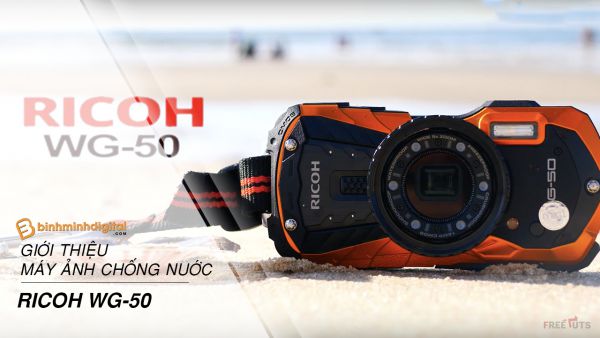 RICOH
WG-50
binhminhdigital
.COM
GIỚI THIỆU
MÁY ẢNH CHỐNG NƯỚC
RICOH WG-50
RICOH
WG-50
FREETUTS